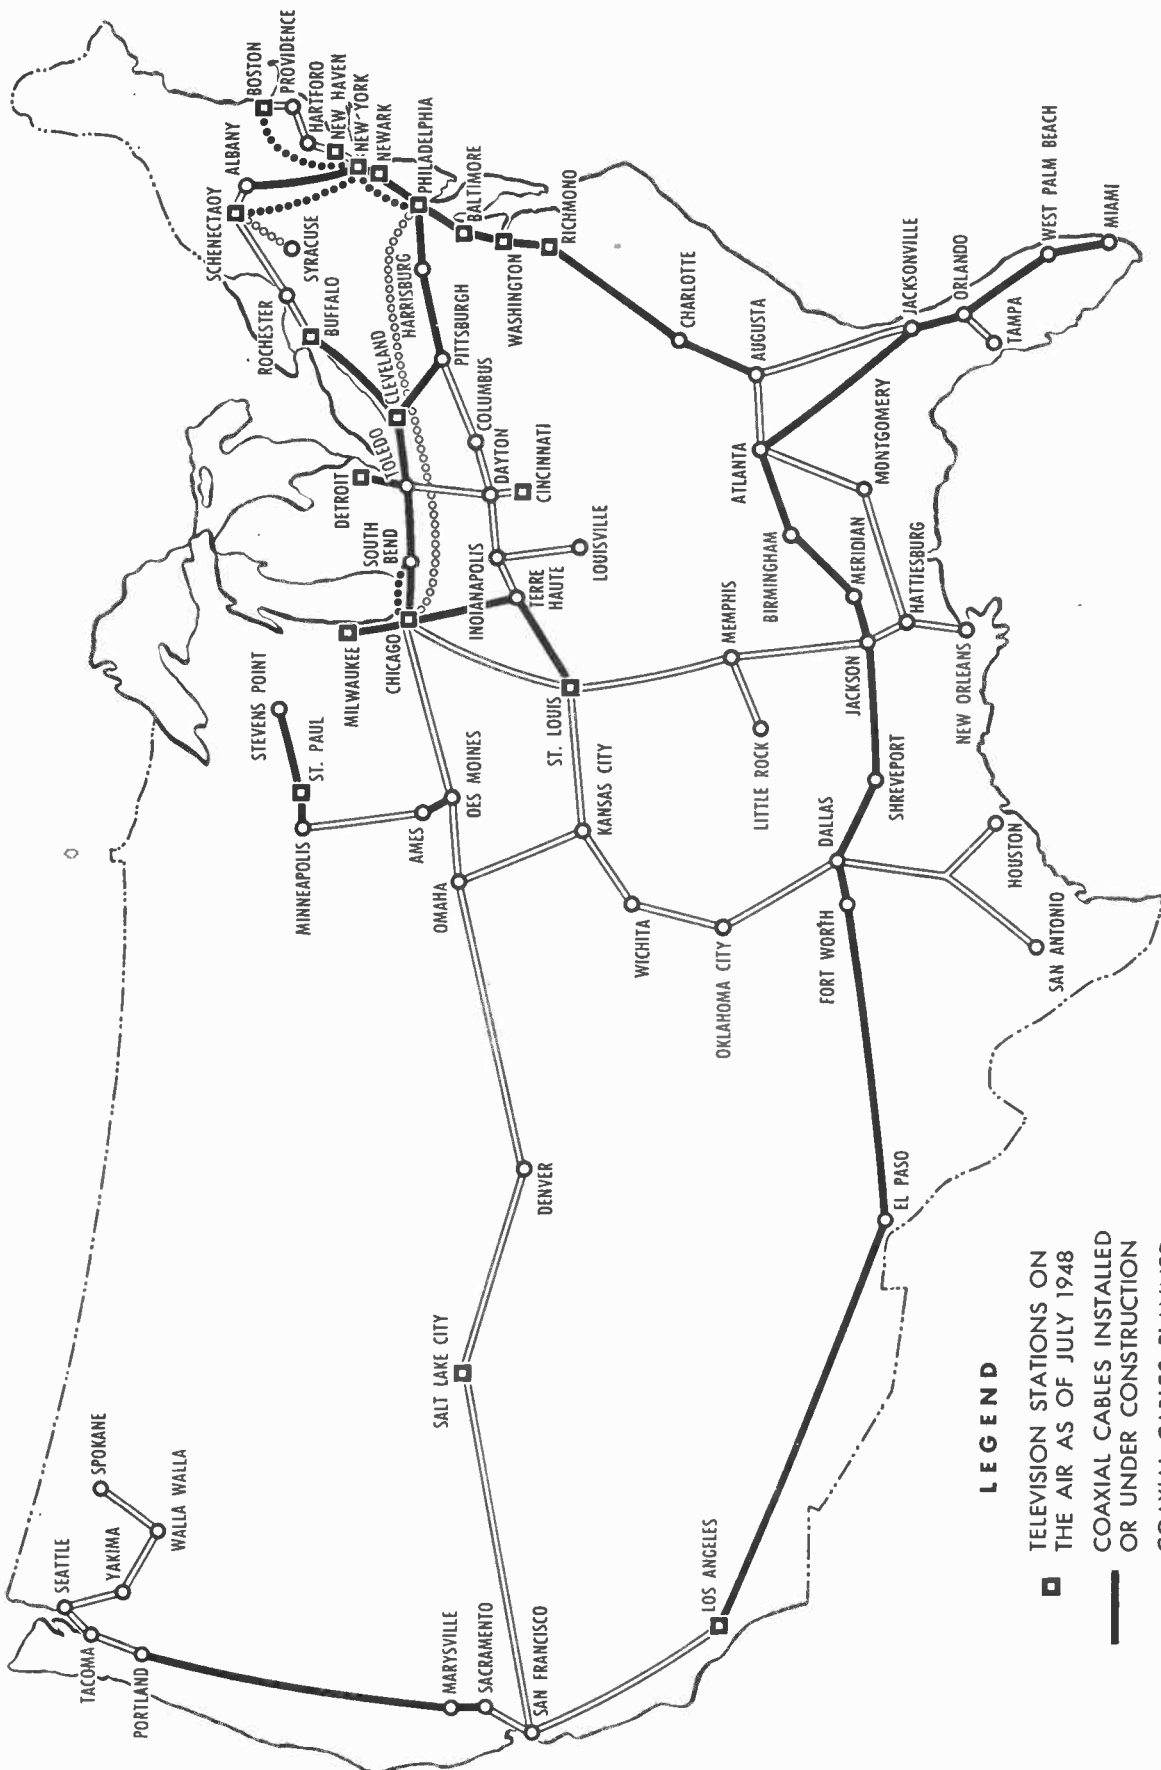 SEATTLE
TACOMA
PORTLAND
YAKIMA
WALLA WALLA
SPOKANE
MARYSVILLE
SACRAMENTO
SAN FRANCISCO
LOS ANGELES
SALT LAKE CITY
DENVER
EL PASO
MINNEAPOLIS
ST. PAUL
STEVENS POINT
AMES
OES MOINES
OMAHA
KANSAS CITY
WICHITA
OKLAHOMA CITY
FORT WORTH
DALLAS
SAN ANTONIO
HOUSTON
SHREVEPORT
LITTLE ROCK
MEMPHIS
JACKSON
NEW ORLEANS
HATTIESBURG
MERIDIAN
BIRMINGHAM
MONTGOMERY
ATLANTA
AUGUSTA
CHARLOTTE
JACKSONVILLE
ORLANDO
TAMPA
WEST PALM BEACH
MIAMI
ST. LOUIS
MILWAUKEE
CHICAGO
SOUTH
BEND
INOIANAPOLIS
TERRE
HAUTE
LOUISVILLE
DETROIT
TOLEDO
CLEVELAND
DAYTON
CINCINNATI
COLUMBUS
PITTSBURGH
HARRISBURG
BUFFALO
ROCHESTER
SYRACUSE
SCHENECTAOY
ALBANY
BOSTON
PROVIDENCE
HARTFORO
NEW HAVEN
NEW YORK
NEWARK
PHILADELPHIA
BALTIMORE
WASHINGTON
RICHMONO
LEGEND
TELEVISION STATIONS ON
THE AIR AS OF JULY 1948
COAXIAL CABLES INSTALLED
OR UNDER CONSTRUCTION